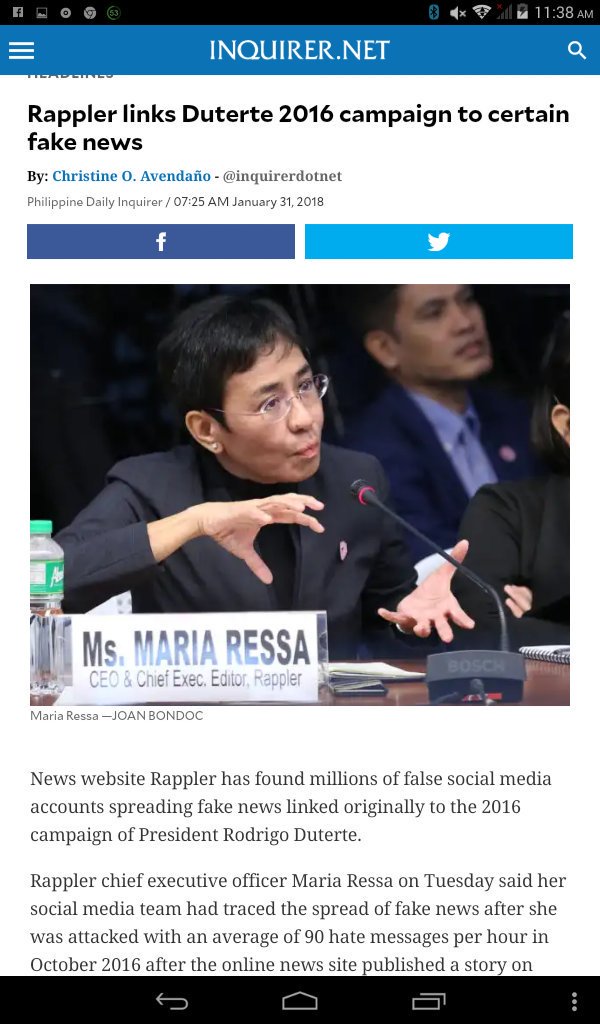 53
11:38 AM
INQUIRER.NET
HEADLINES
Rappler links Duterte 2016 campaign to certain
fake news
By: Christine O. Avendaño - @inquirerdotnet
Philippine Daily Inquirer / 07:25 AM January 31, 2018
Ms. MARIA RESSA
CEO & Chief Exec. Editor, Rappler
BOSCH
Maria Ressa —JOAN BONDOC
News website Rappler has found millions of false social media
accounts spreading fake news linked originally to the 2016
campaign of President Rodrigo Duterte.
Rappler chief executive officer Maria Ressa on Tuesday said her
social media team had traced the spread of fake news after she
was attacked with an average of 90 hate messages per hour in
October 2016 after the online news site published a story on